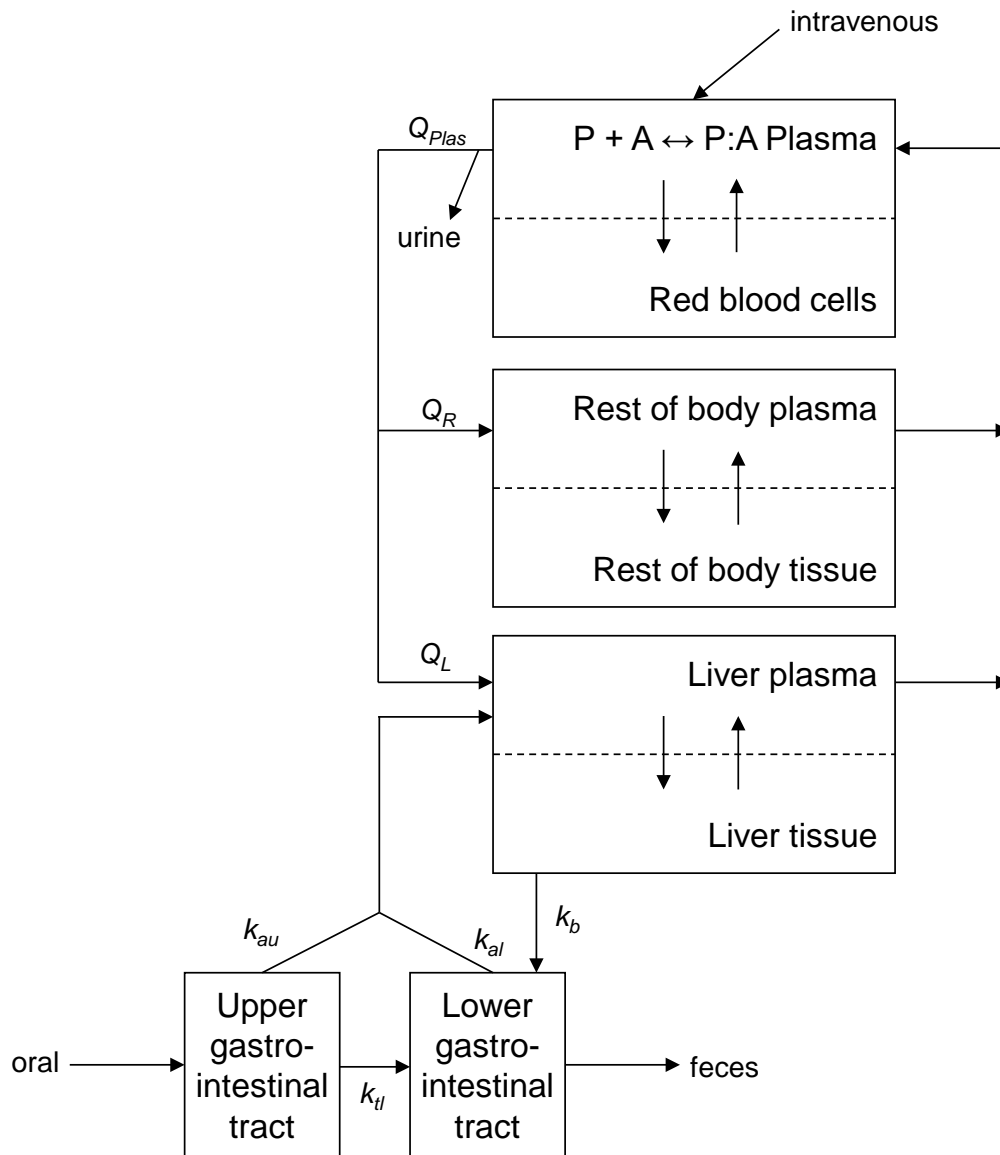 intravenous
Q_Plas
P + A ↔ P:A Plasma
urine
Red blood cells
Q_R
Rest of body plasma
Rest of body tissue
Q_L
Liver plasma
Liver tissue
k_au
k_al
k_b
oral
Upper
gastro-
intestinal
tract
k_tl
Lower
gastro-
intestinal
tract
feces